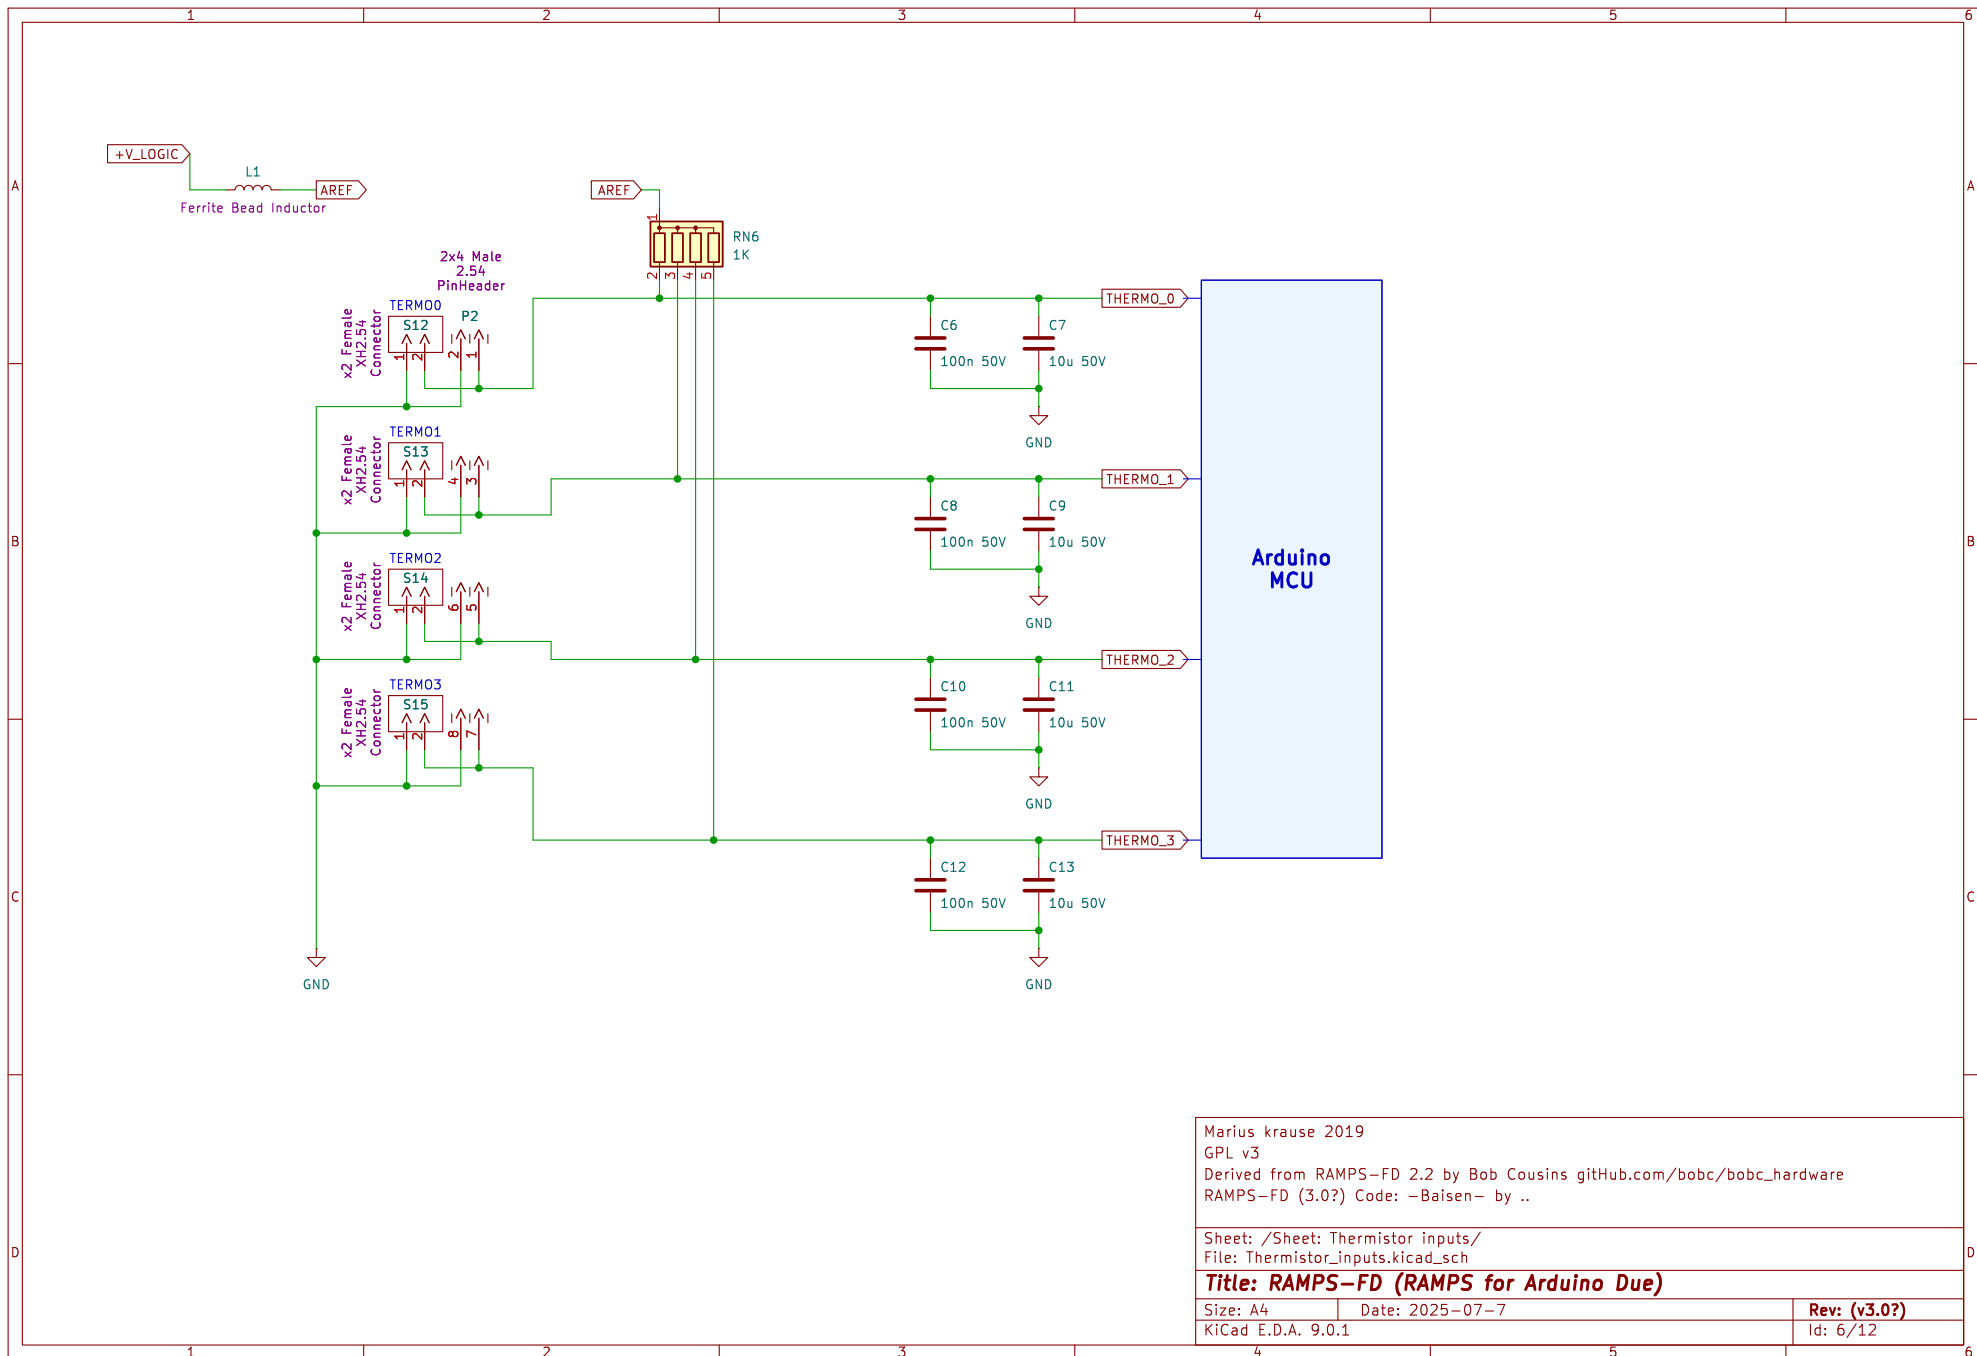 1 2 3 4 5 6
A A
B B
C C
D D
+V_LOGIC
L1
AREF
Ferrite Bead Inductor
AREF
1
RN6
1K
2 3 4 5
2x4 Male
2.54
PinHeader
TERMO0
S12
P2
x2 Female
XH2.54
Connector
1 2 2 1
THERMO_0
C6
100n 50V
C7
10u 50V
GND
TERMO1
S13
x2 Female
XH2.54
Connector
1 2 4 3
THERMO_1
C8
100n 50V
C9
10u 50V
GND
TERMO2
S14
x2 Female
XH2.54
Connector
1 2 6 5
THERMO_2
C10
100n 50V
C11
10u 50V
GND
TERMO3
S15
x2 Female
XH2.54
Connector
1 2 8 7
THERMO_3
C12
100n 50V
C13
10u 50V
GND
GND
Arduino
MCU
Marius krause 2019
GPL v3
Derived from RAMPS-FD 2.2 by Bob Cousins gitHub.com/bobc/bobc_hardware
RAMPS-FD (3.0?) Code: -Baisen- by ..
Sheet: /Sheet: Thermistor inputs/
File: Thermistor_inputs.kicad_sch
Title: RAMPS-FD (RAMPS for Arduino Due)
Size: A4 Date: 2025-07-7 Rev: (v3.0?)
KiCad E.D.A. 9.0.1 Id: 6/12
1 2 3 4 5 6